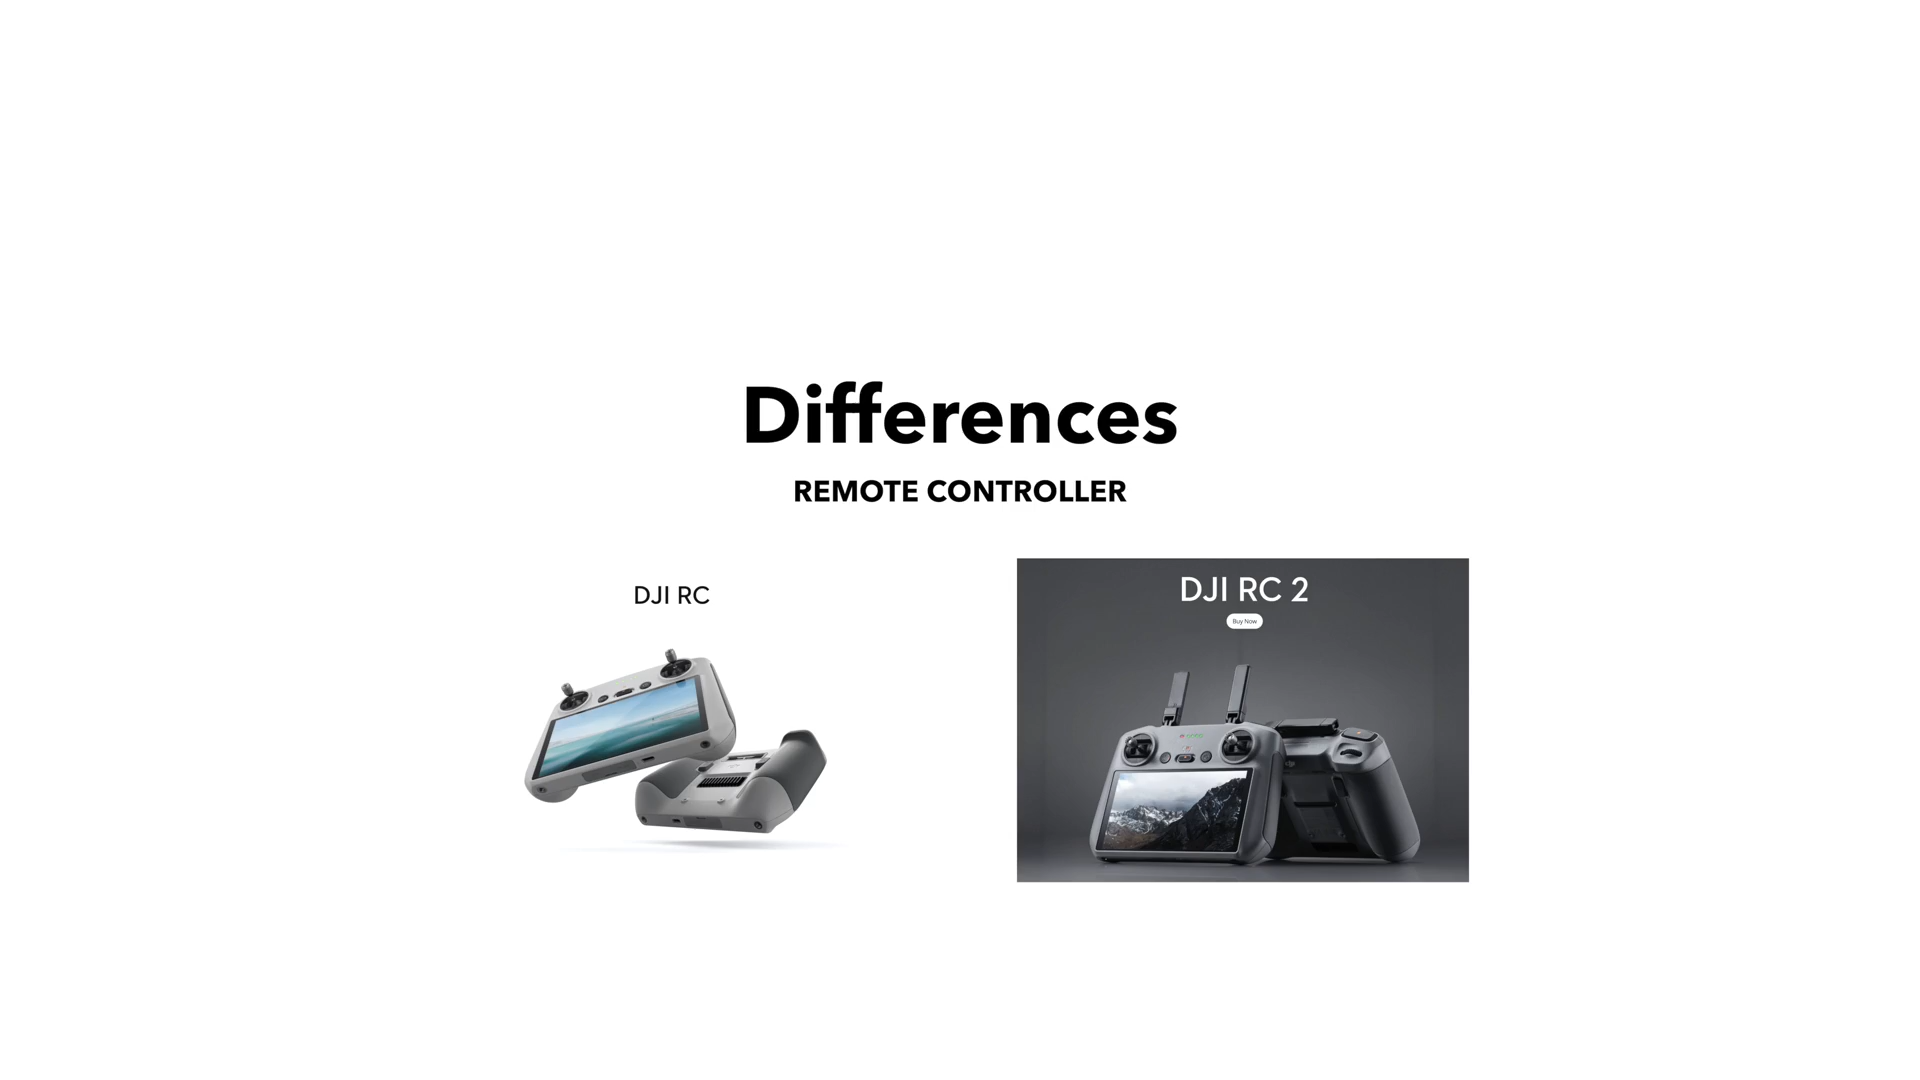 Differences
REMOTE CONTROLLER
DJI RC
DJI RC 2
Buy Now